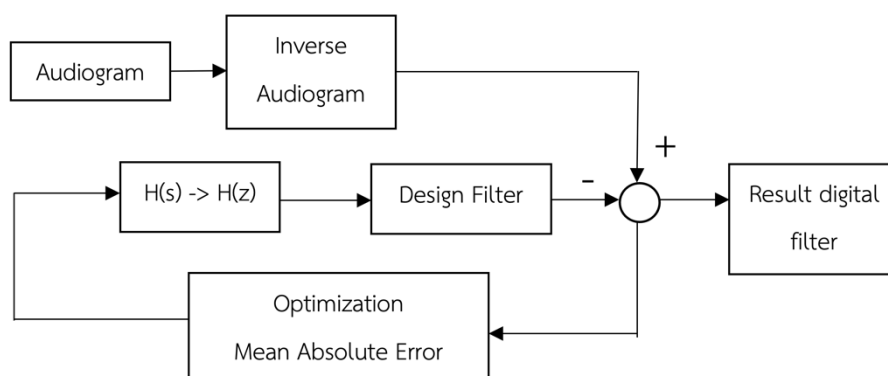 Audiogram
Inverse
Audiogram
+
H(s) -> H(z)
Design Filter
-
Result digital
filter
Optimization
Mean Absolute Error